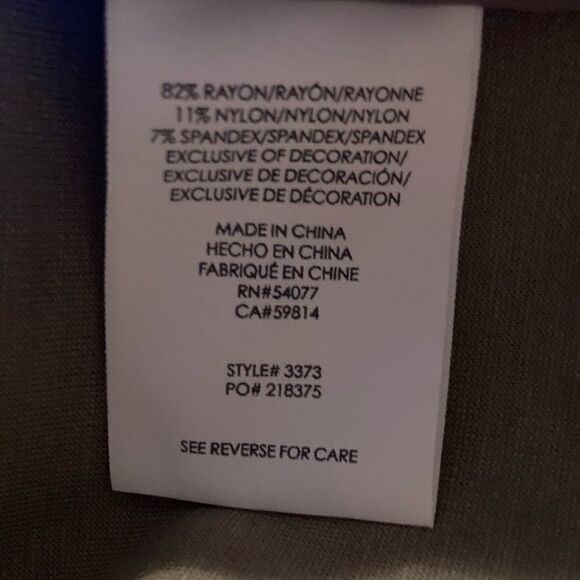 82% RAYON/RAYÓN/RAYONNE
11% NYLON/NYLON/NYLON
7% SPANDEX/SPANDEX/SPANDEX
EXCLUSIVE OF DECORATION/
EXCLUSIVE DE DECORACIÓN/
EXCLUSIVE DE DÉCORATION
MADE IN CHINA
HECHO EN CHINA
FABRIQUÉ EN CHINE
RN#54077
CA#59814
STYLE# 3373
PO# 218375
SEE REVERSE FOR CARE